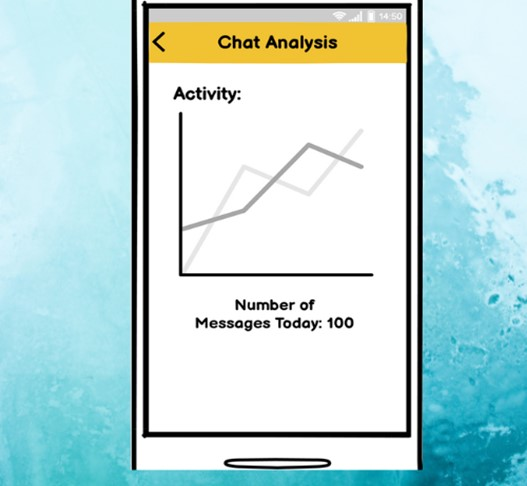 14:50
Chat Analysis
Activity:
Number of
Messages Today: 100